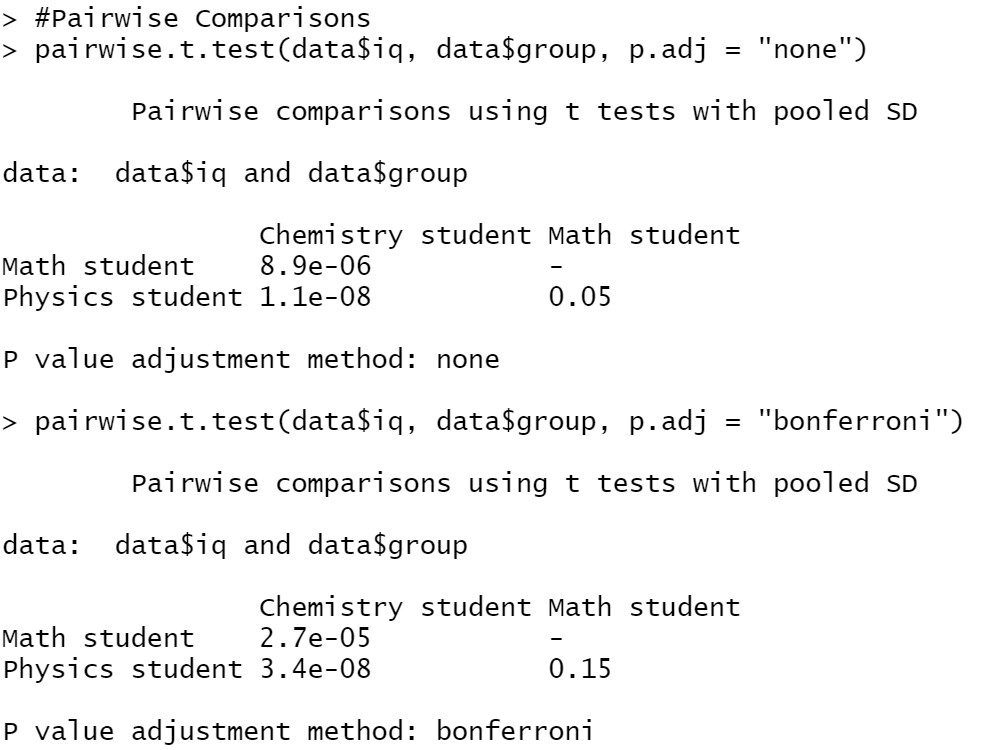 > #Pairwise Comparisons
> pairwise.t.test(data$iq, data$group, p.adj = "none")
Pairwise comparisons using t tests with pooled SD
data:  data$iq and data$group
Chemistry student Math student
Math student    8.9e-06           -
Physics student 1.1e-08           0.05
P value adjustment method: none
> pairwise.t.test(data$iq, data$group, p.adj = "bonferroni")
Pairwise comparisons using t tests with pooled SD
data:  data$iq and data$group
Chemistry student Math student
Math student    2.7e-05           -
Physics student 3.4e-08           0.15
P value adjustment method: bonferroni